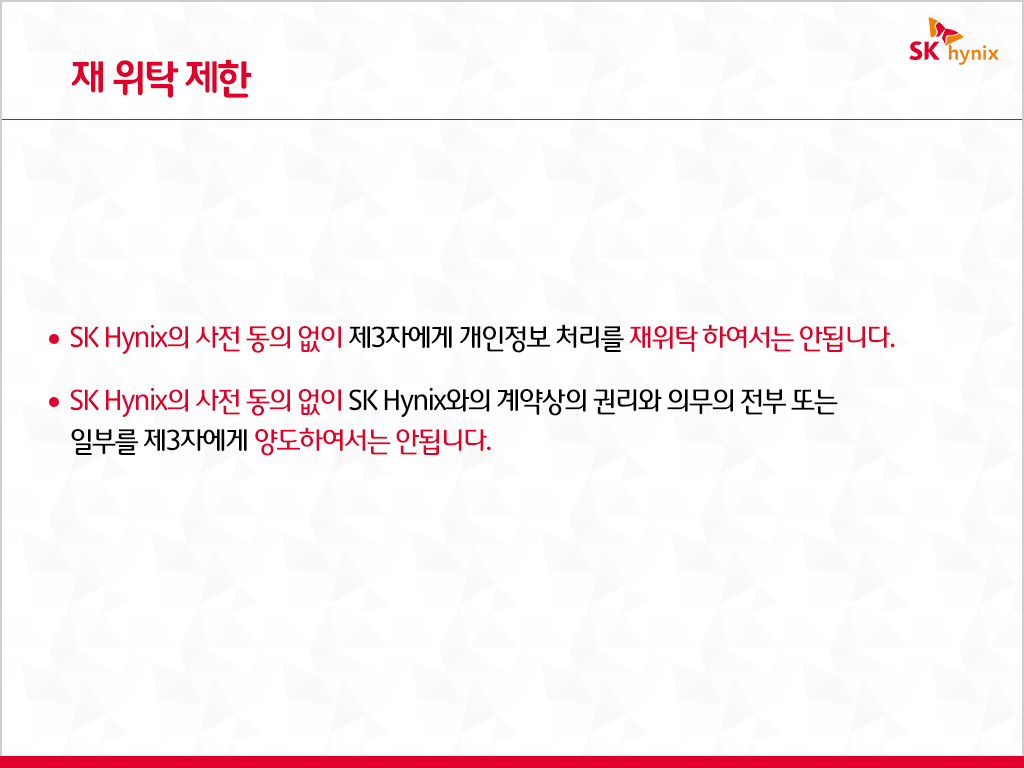 재 위탁 제한
SK hynix
• SK Hynix의 사전 동의 없이 제3자에게 개인정보 처리를 재위탁 하여서는 안됩니다.
• SK Hynix의 사전 동의 없이 SK Hynix와의 계약상의 권리와 의무의 전부 또는
일부를 제3자에게 양도하여서는 안됩니다.